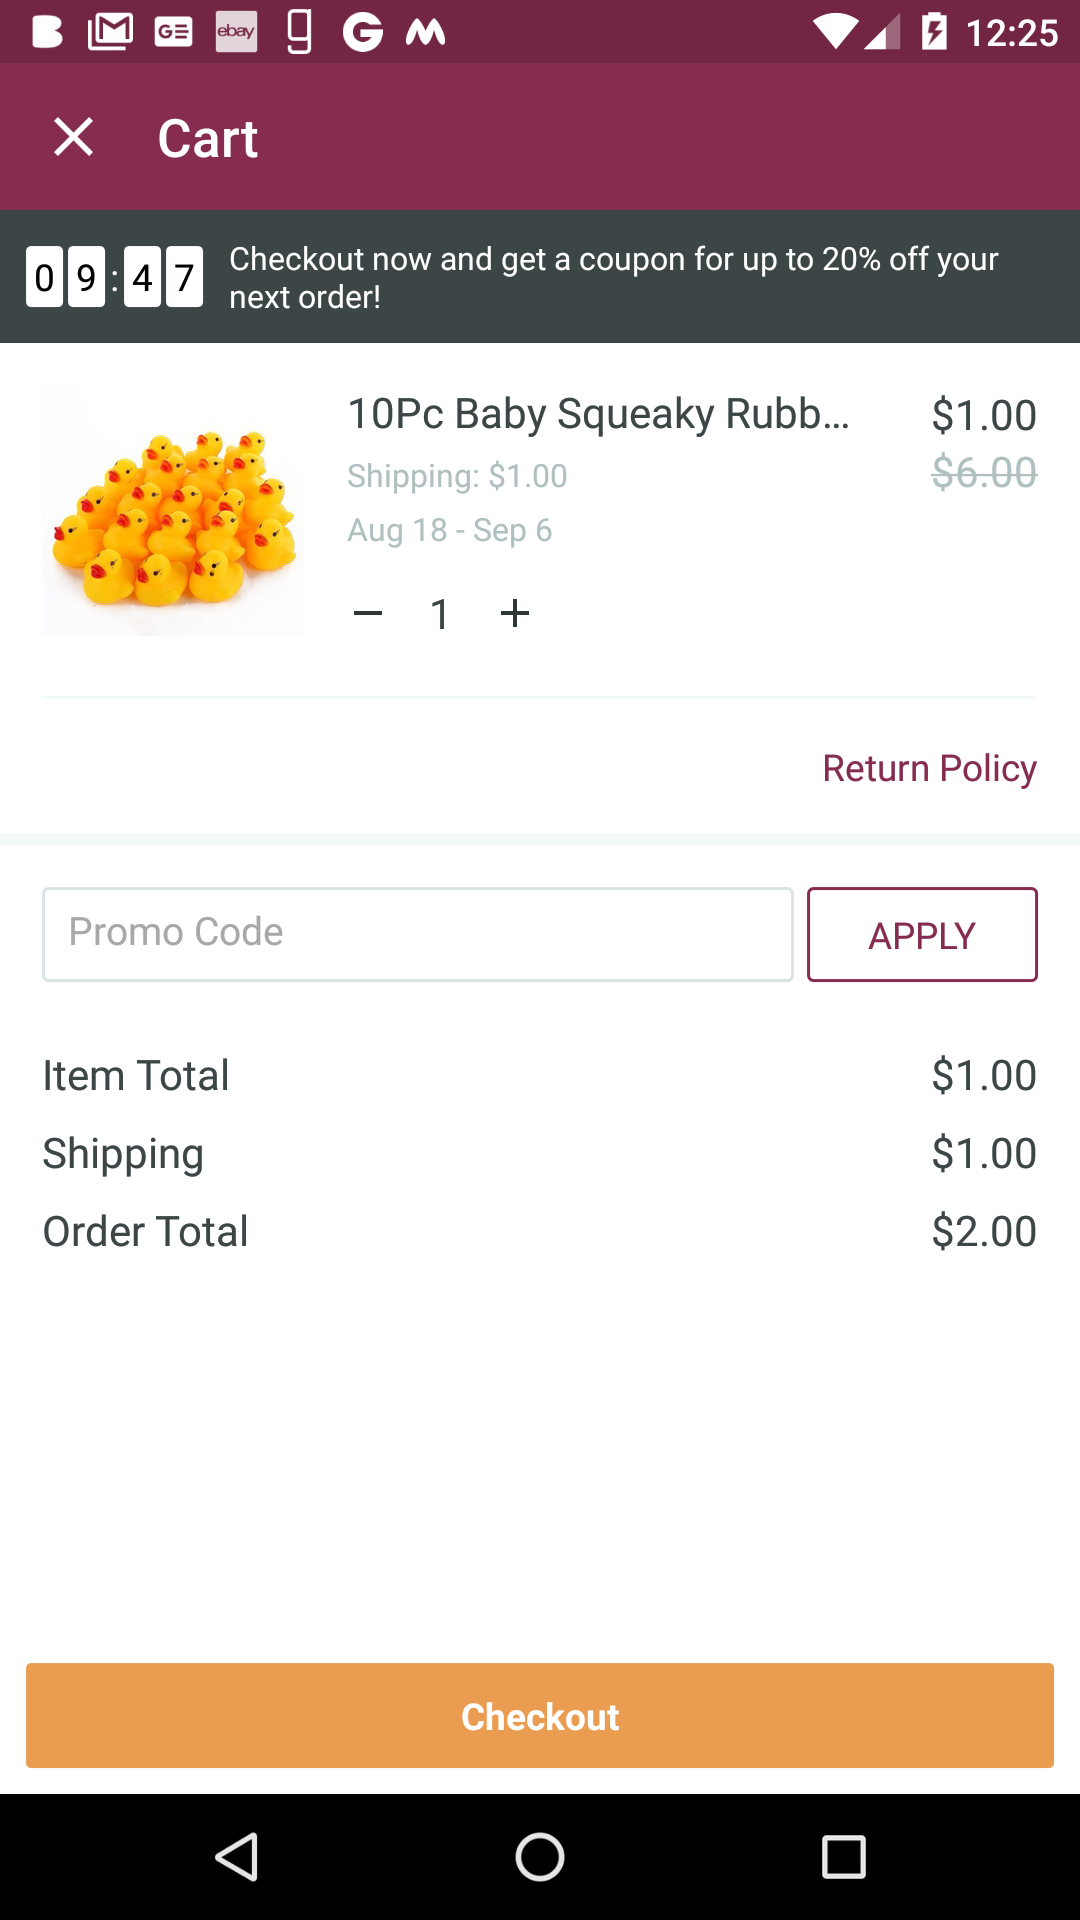 GE ebay g G 12:25
Cart
09:47 Checkout now and get a coupon for up to 20% off your
next order!
10Pc Baby Squeaky Rubb... $1.00
Shipping: $1.00 $6.00
Aug 18 - Sep 6
1
Return Policy
Promo Code APPLY
Item Total $1.00
Shipping $1.00
Order Total $2.00
Checkout